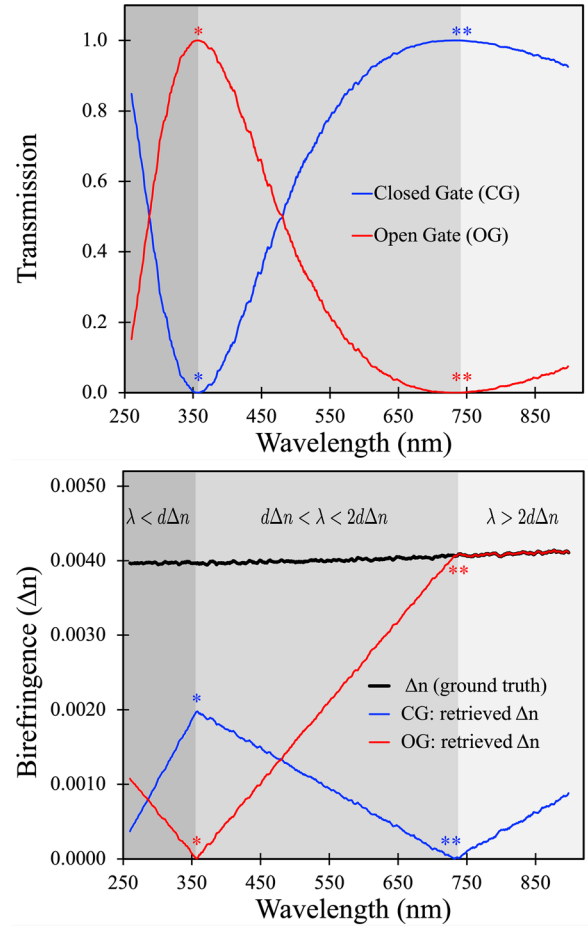 Transmission
1.0
0.8
0.6
0.4
0.2
0.0
*
**
Closed Gate (CG)
Open Gate (OG)
*
**
250
350
450
550
650
750
850
Wavelength (nm)
Birefringence (Δn)
0.0050
0.0040
0.0030
0.0020
0.0010
0.0000
λ < dΔn
dΔn < λ < 2dΔn
λ > 2dΔn
**
*
Δn (ground truth)
CG: retrieved Δn
OG: retrieved Δn
*
**
250
350
450
550
650
750
850
Wavelength (nm)